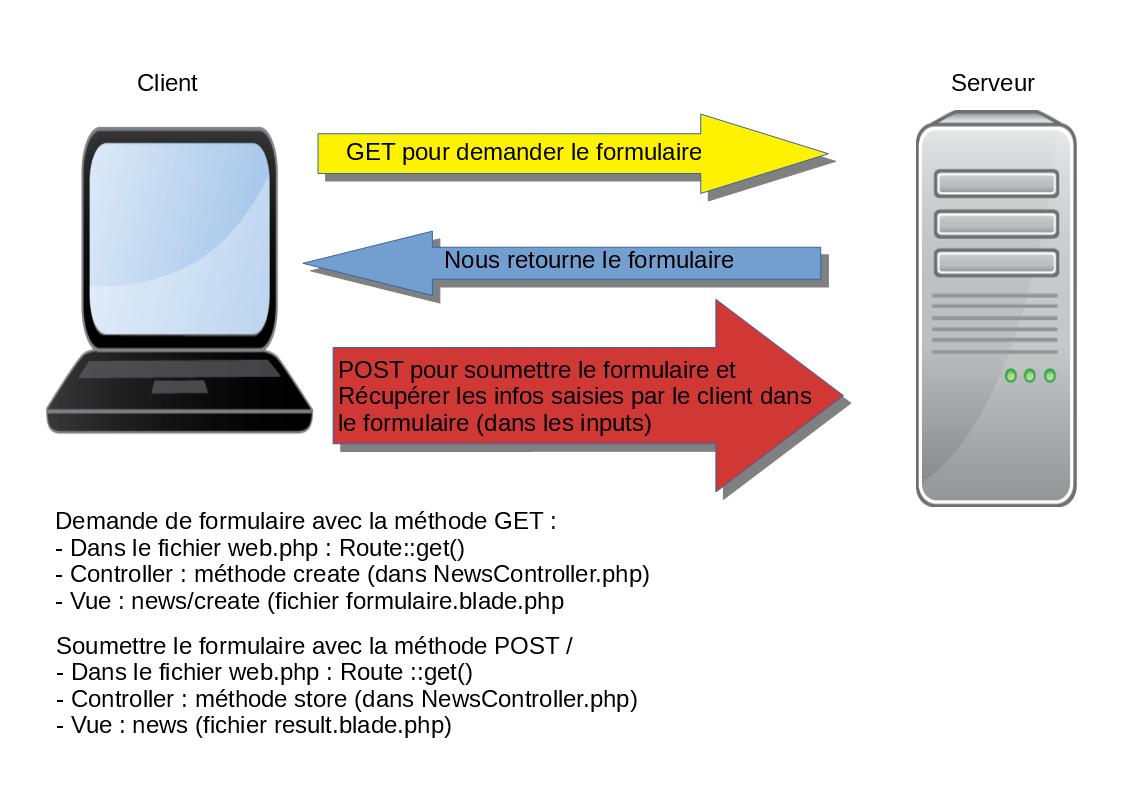 Client
Serveur
GET pour demander le formulaire
Nous retourne le formulaire
POST pour soumettre le formulaire et
Récupérer les infos saisies par le client dans
le formulaire (dans les inputs)
Demande de formulaire avec la méthode GET :
- Dans le fichier web.php : Route::get()
- Controller : méthode create (dans NewsController.php)
- Vue : news/create (fichier formulaire.blade.php
Soumettre le formulaire avec la méthode POST /
- Dans le fichier web.php : Route ::get()
- Controller : méthode store (dans NewsController.php)
- Vue : news (fichier result.blade.php)